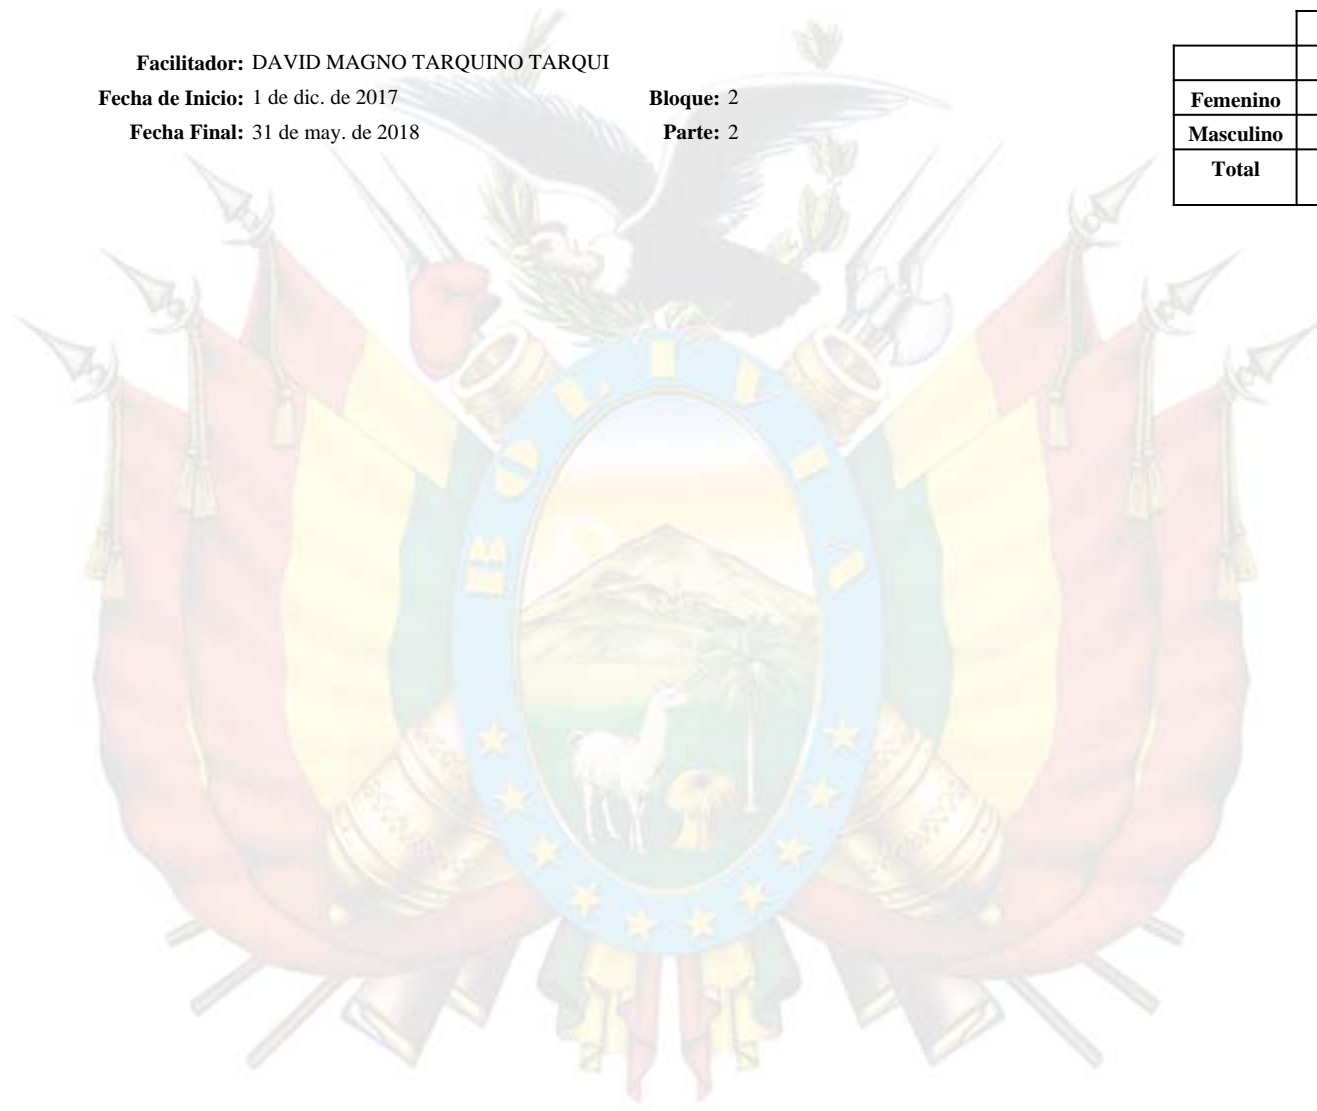 Facilitador: DAVID MAGNO TARQUINO TARQUI
Fecha de Inicio: 1 de dic. de 2017 Bloque: 2
Fecha Final: 31 de may. de 2018 Parte: 2
Femenino
Masculino
Total
BOLIVIA